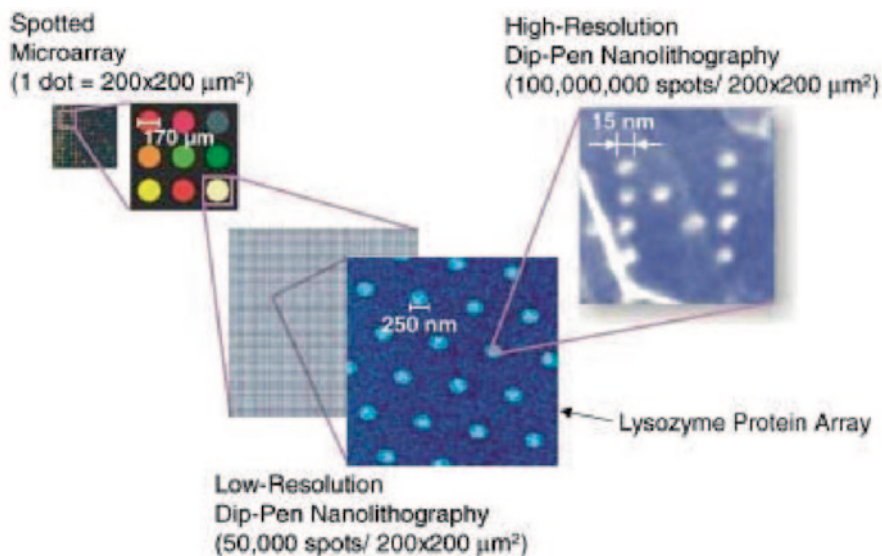 Spotted
Microarray
(1 dot = 200x200 μm²)
170 μm
High-Resolution
Dip-Pen Nanolithography
(100,000,000 spots/ 200x200 μm²)
15 nm
250 nm
Lysozyme Protein Array
Low-Resolution
Dip-Pen Nanolithography
(50,000 spots/ 200x200 μm²)